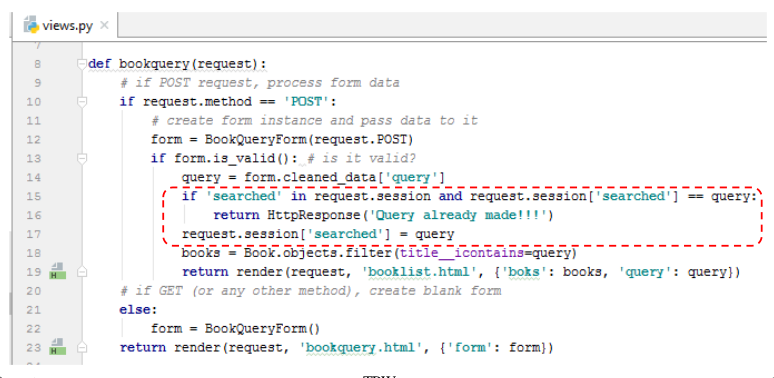 views.py
7
8 def bookquery(request):
9 # if POST request, process form data
10 if request.method == 'POST':
11 # create form instance and pass data to it
12 form = BookQueryForm(request.POST)
13 if form.is_valid(): # is it valid?
14 query = form.cleaned_data['query']
15 if 'searched' in request.session and request.session['searched'] == query:
16 return HttpResponse('Query already made!!!')
17 request.session['searched'] = query
18 books = Book.objects.filter(title__icontains=query)
19 return render(request, 'booklist.html', {'boks': books, 'query': query})
20 # if GET (or any other method), create blank form
21 else:
22 form = BookQueryForm()
23 return render(request, 'bookquery.html', {'form': form})